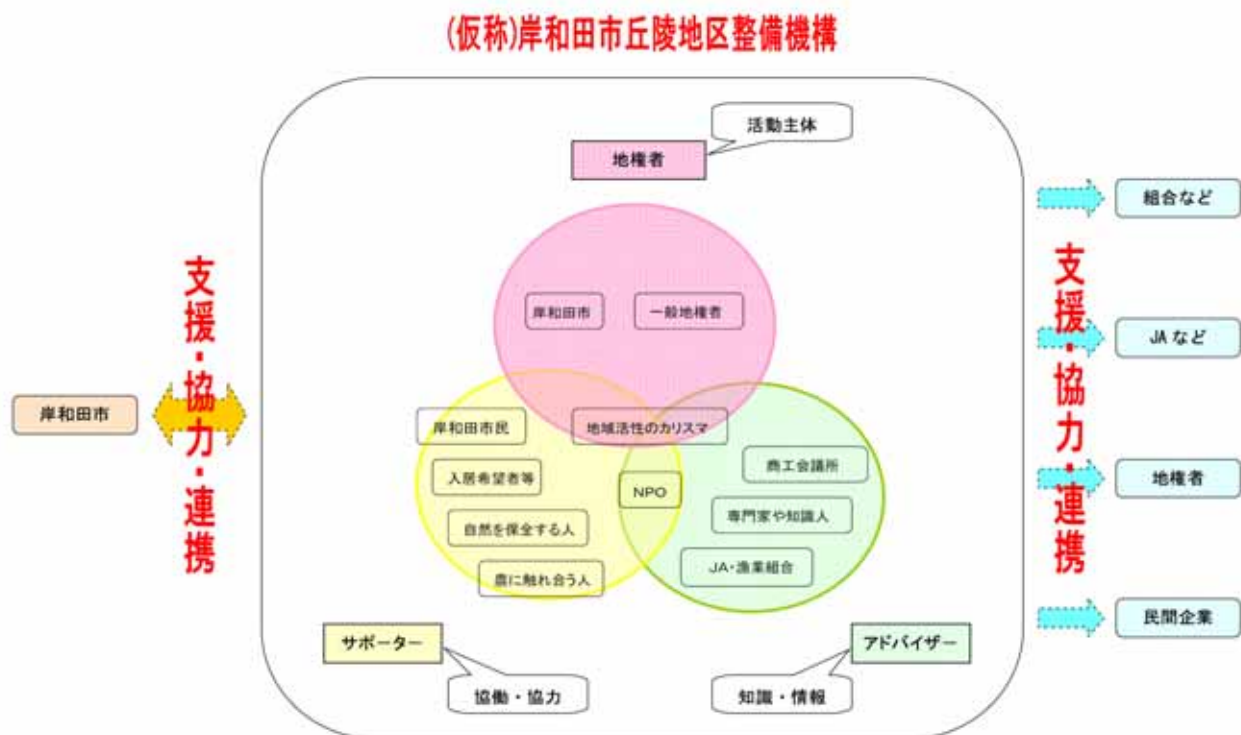 (仮称)岸和田市丘陵地区整備機構
活動主体
地権者
岸和田市
一般地権者
岸和田市民
地域活性のカリスマ
入居希望者等
NPO
商工会議所
自然を保全する人
専門家や知識人
農に触れ合う人
JA・漁業組合
サポーター
アドバイザー
協働・協力
知識・情報
岸和田市
支援・協力・連携
支援・協力・連携
組合など
JAなど
地権者
民間企業